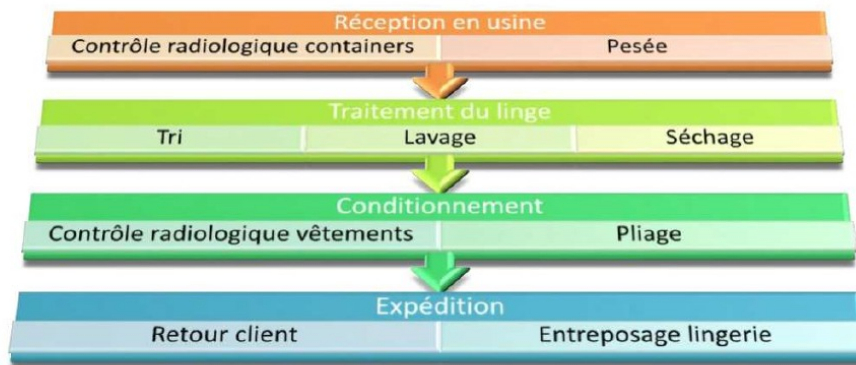 Réception en usine
Contrôle radiologique containers Pesée
Traitement du linge
Tri Lavage Séchage
Conditionnement
Contrôle radiologique vêtements Pliage
Expédition
Retour client Entreposage lingerie